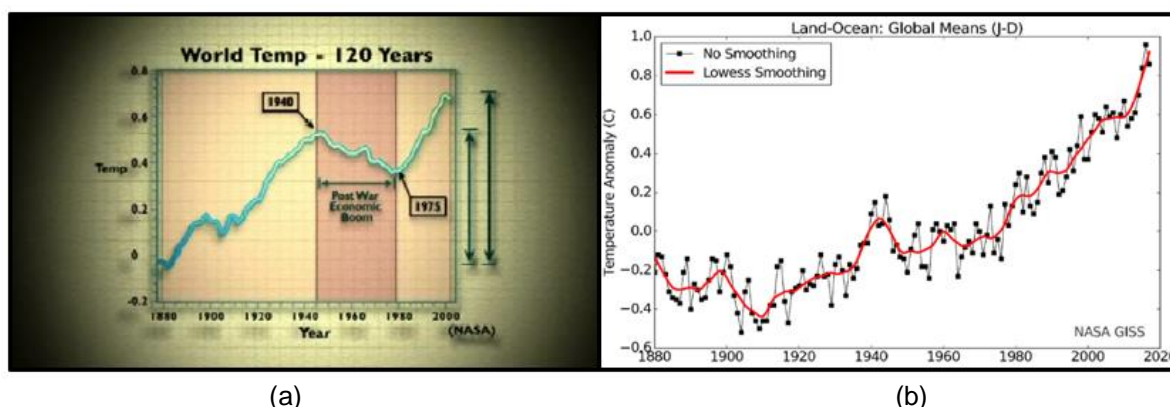 World Temp - 120 Years
0.8
0.6
0.4
0.2
0
-0.2
Temp
1940
Post War
Economic
Boom
1975
1880 1900 1920 1940 1960 1980 2000
Year
(NASA)
(a)
Land-Ocean: Global Means (J-D)
No Smoothing
Lowess Smoothing
Temperature Anomaly (C)
1.0
0.8
0.6
0.4
0.2
0.0
−0.2
−0.4
−0.6
NASA GISS
1880 1900 1920 1940 1960 1980 2000 2020
(b)